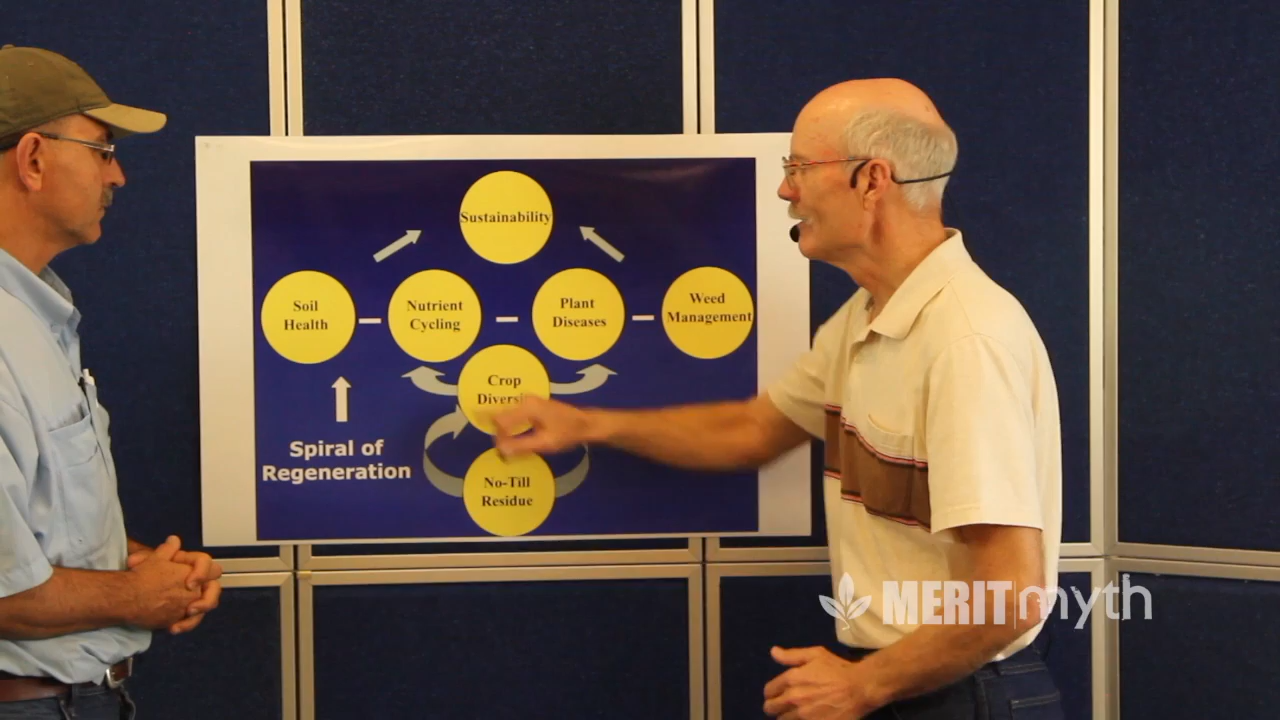 Sustainability
Soil
Health
Nutrient
Cycling
Plant
Diseases
Weed
Management
Crop
Spiral of
Regeneration
No-Till
Residue
MERIT myth